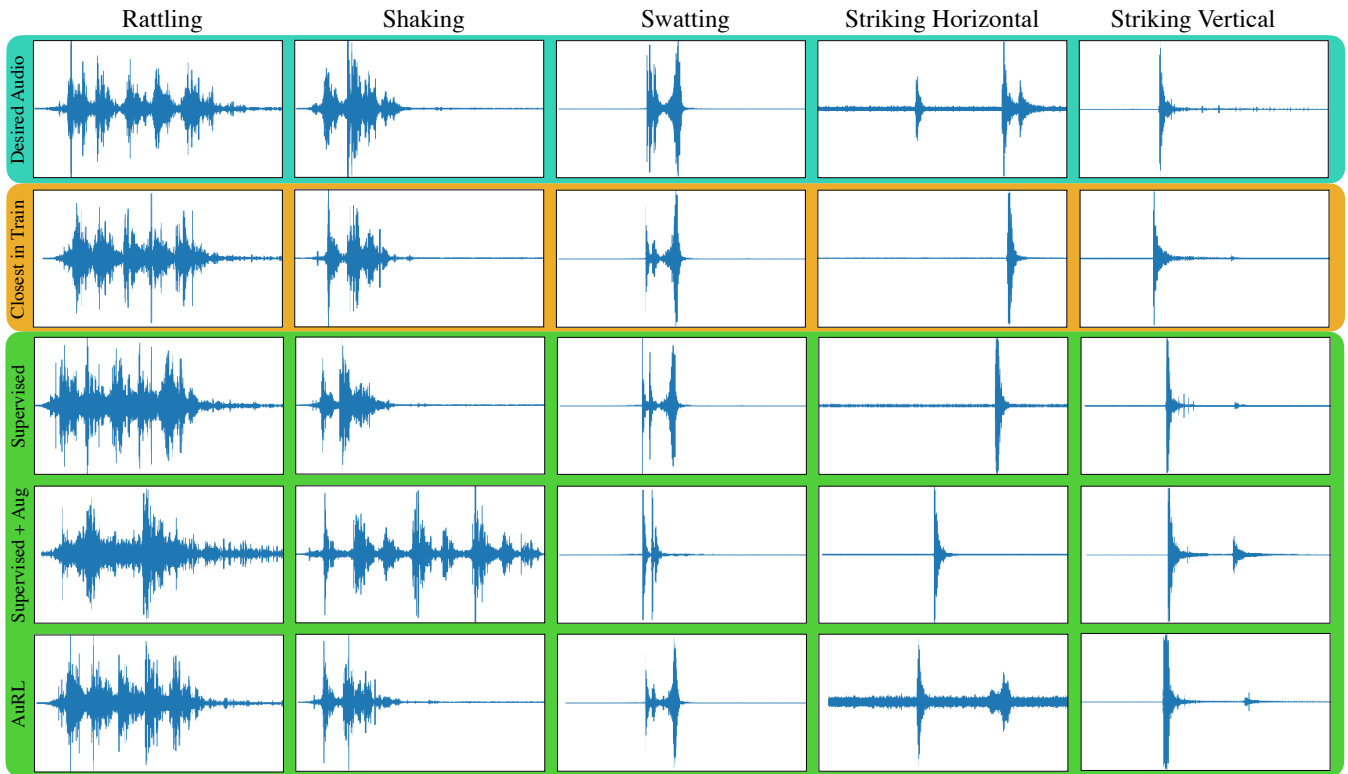 Rattling
Shaking
Swatting
Striking Horizontal
Striking Vertical
Desired Audio
Closest in Train
Supervised
Supervised + Aug
AuRL